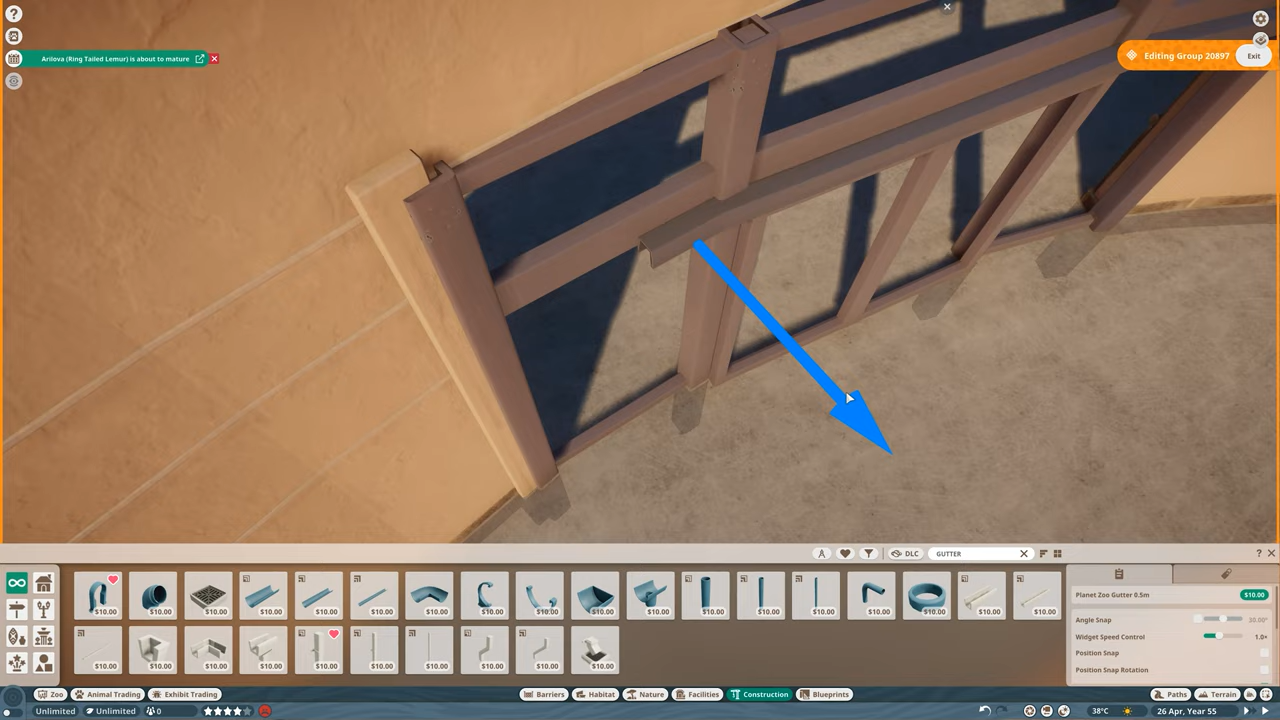 Arilova (Ring Tailed Lemur) is about to mature
Editing Group 20897
Exit
DLC
GUTTER
$10.00 $10.00 $10.00 $10.00 $10.00 $10.00 $10.00 $10.00 $10.00 $10.00 $10.00 $10.00 $10.00 $10.00 $10.00 $10.00 $10.00 $10.00
$10.00 $10.00 $10.00 $10.00 $10.00 $10.00 $10.00 $10.00 $10.00 $10.00
Planet Zoo Gutter 0.5m $10.00
Angle Snap 30.00°
Widget Speed Control 1.0×
Position Snap
Position Snap Rotation
Zoo Animal Trading Exhibit Trading Barriers Habitat Nature Facilities Construction Blueprints Paths Terrain
Unlimited Unlimited 0 38°C 26 Apr, Year 55